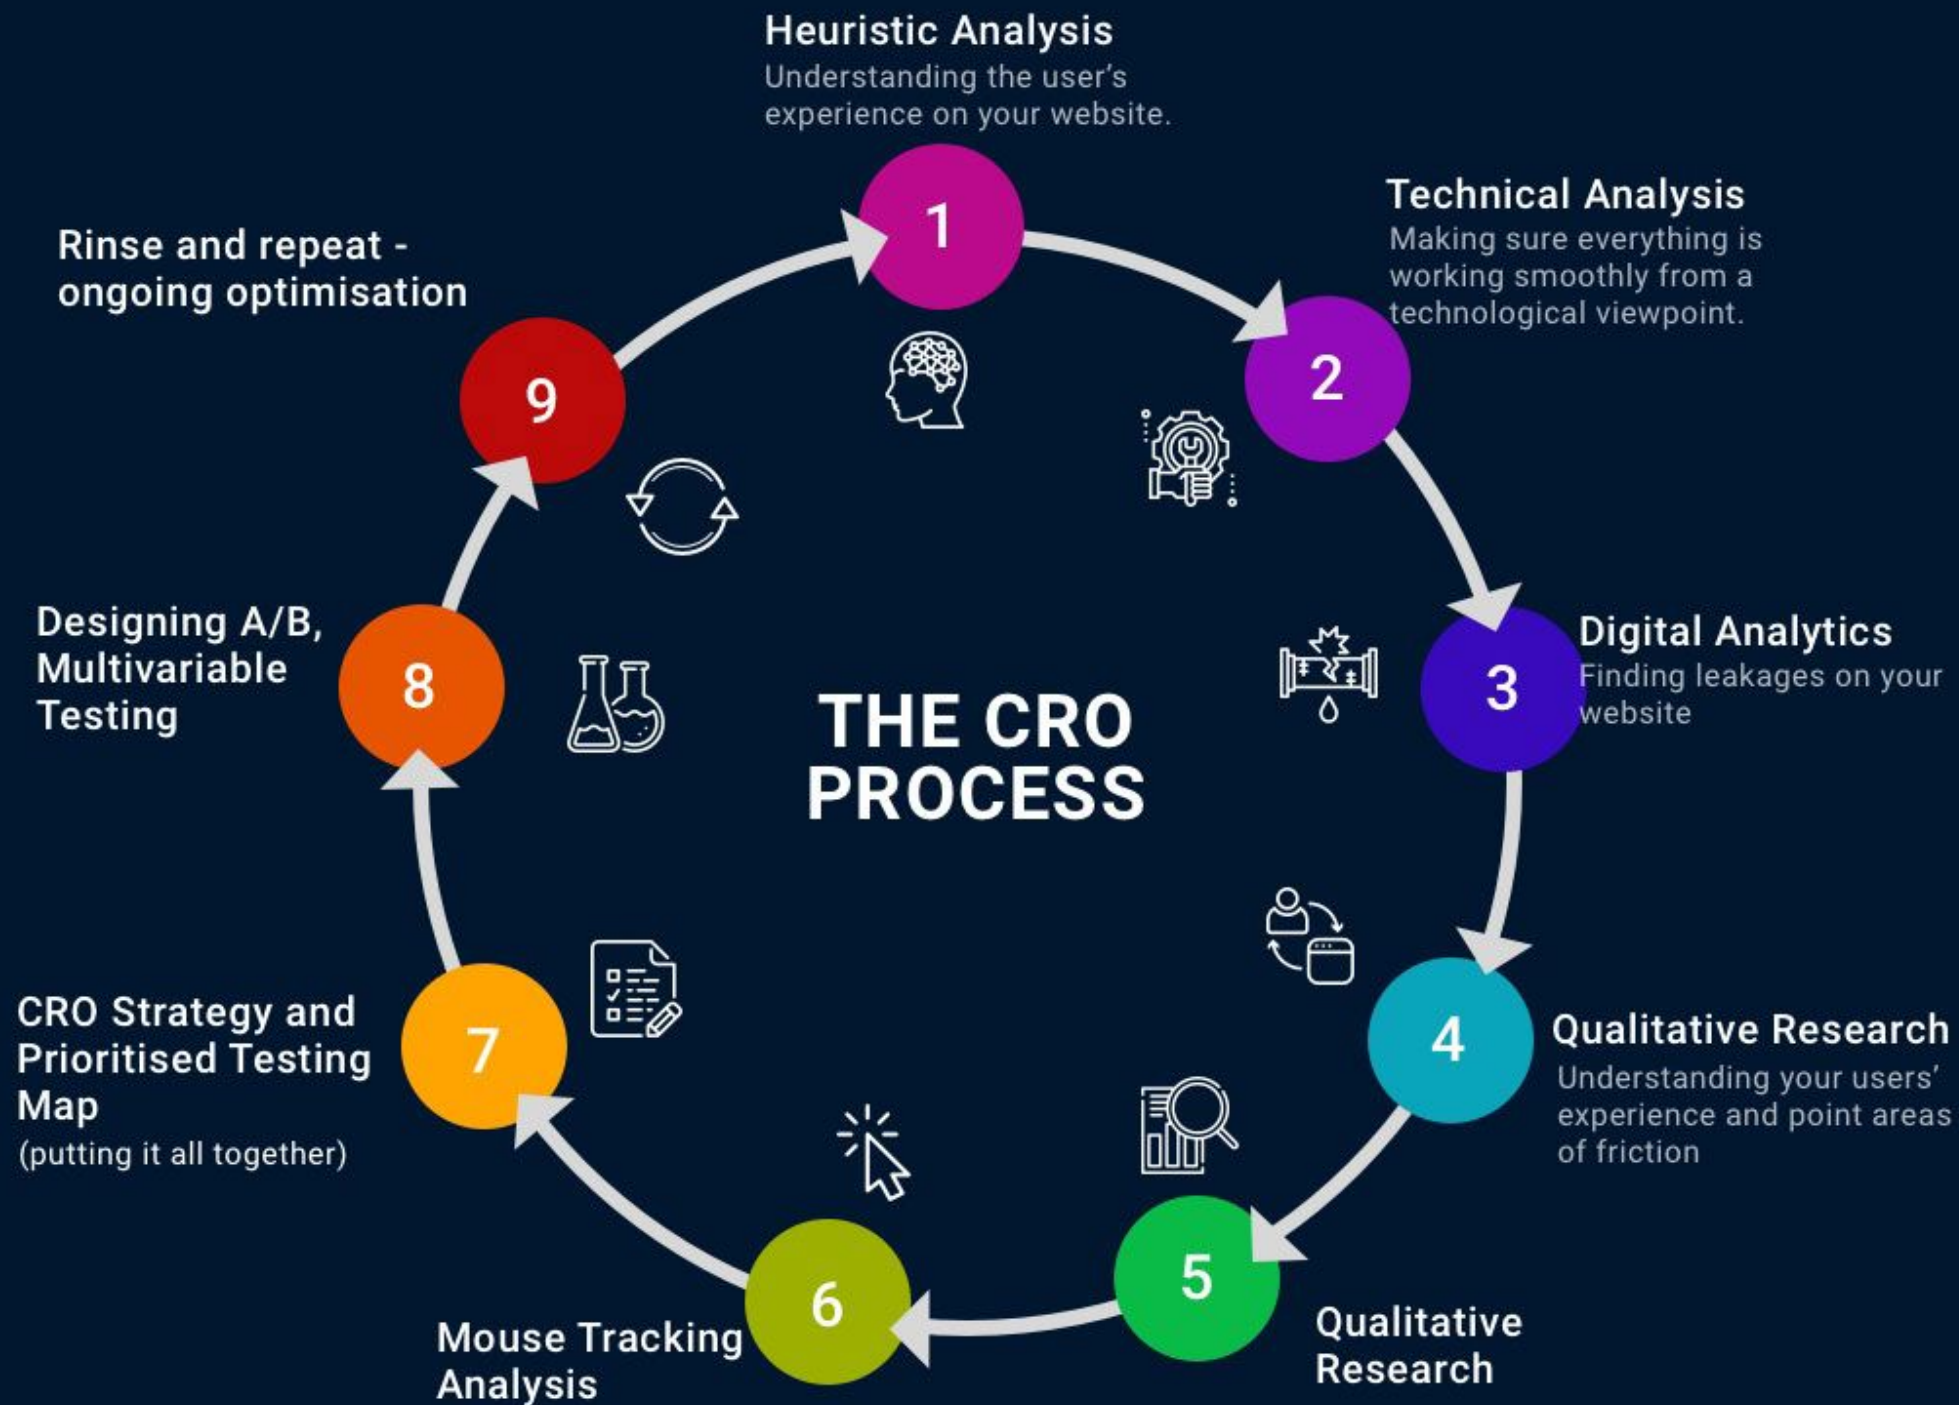 Heuristic Analysis
Understanding the user's
experience on your website.
1
Technical Analysis
Making sure everything is
working smoothly from a
technological viewpoint.
2
Digital Analytics
Finding leakages on your
website
3
Qualitative Research
Understanding your users'
experience and point areas
of friction
4
Qualitative
Research
5
Mouse Tracking
Analysis
6
CRO Strategy and
Prioritised Testing
Map
(putting it all together)
7
Designing A/B,
Multivariable
Testing
8
Rinse and repeat -
ongoing optimisation
9
THE CRO
PROCESS